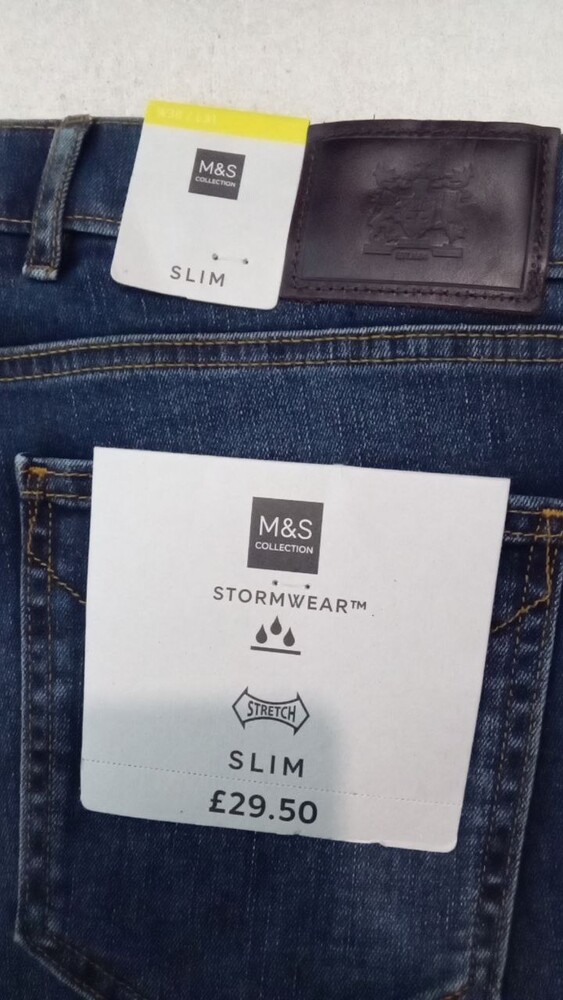 M&S
COLLECTION
SLIM
M&S
COLLECTION
STORMWEAR™
STRETCH
SLIM
£29.50